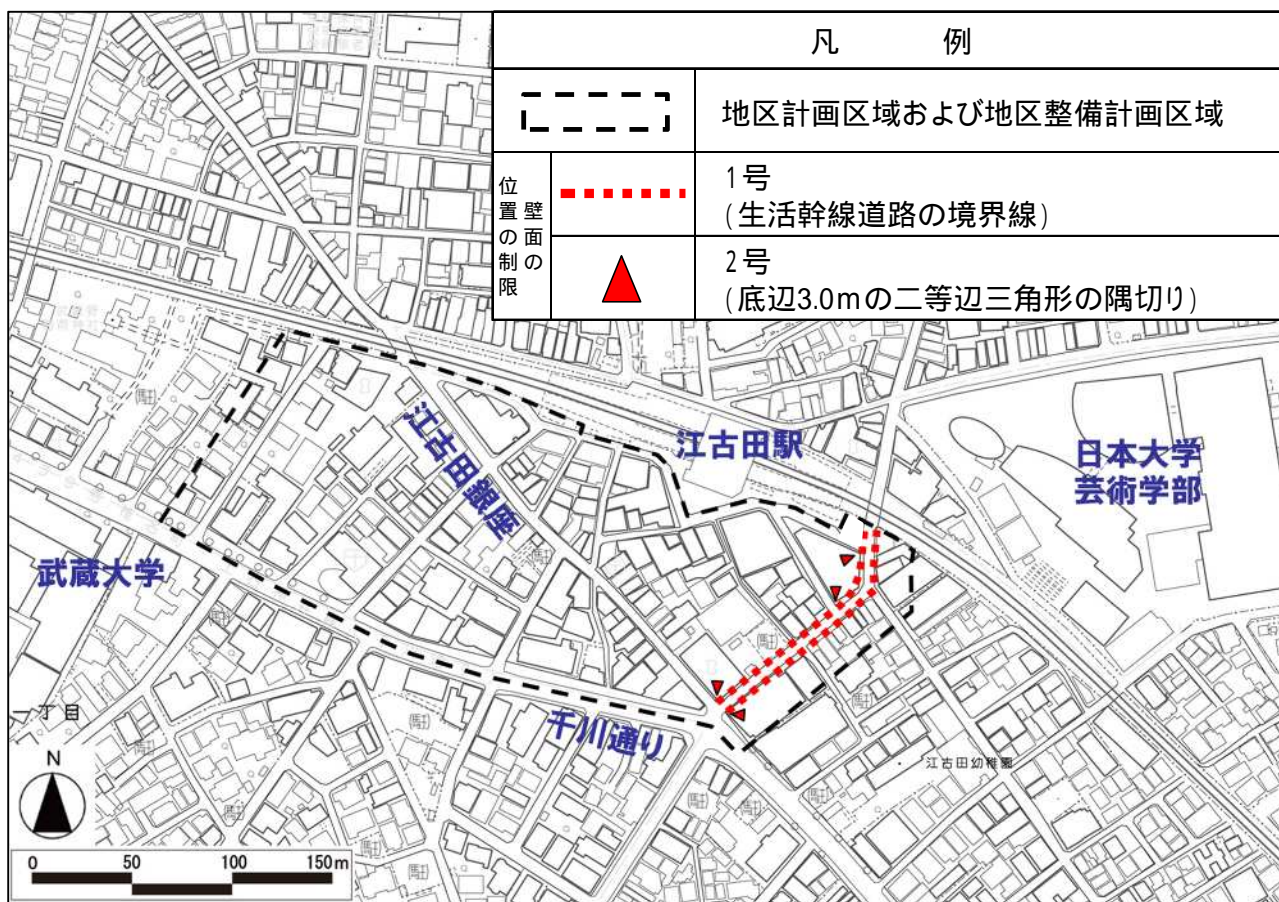 凡 例
地区計画区域および地区整備計画区域
壁面の
位置の制限
1号
(生活幹線道路の境界線)
2号
(底辺3.0mの二等辺三角形の隅切り)
江古田駅
江古田銀座
日本大学
芸術学部
武蔵大学
千川通り
江古田幼稚園
一丁目
N
0 50 100 150m